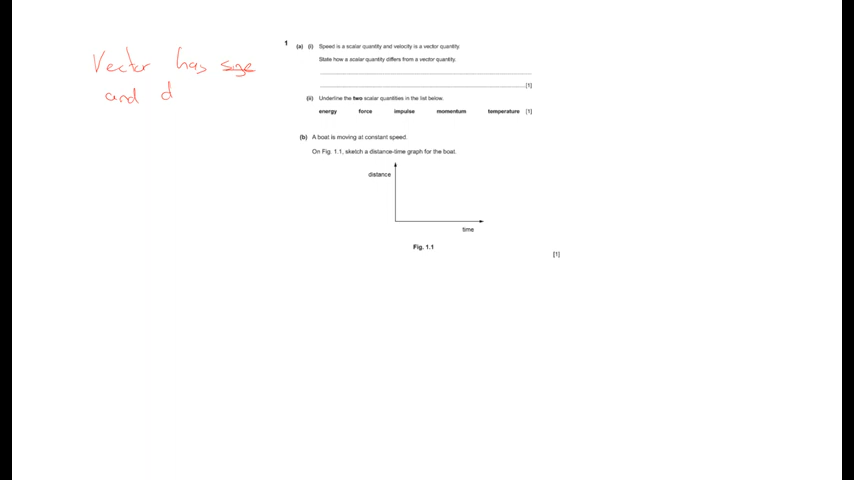 Vector has size
and d
1
(a) (i) Speed is a scalar quantity and velocity is a vector quantity.
State how a scalar quantity differs from a vector quantity.
[1]
(ii) Underline the two scalar quantities in the list below.
energy force impulse momentum temperature [1]
(b) A boat is moving at constant speed.
On Fig. 1.1, sketch a distance-time graph for the boat.
distance
time
Fig. 1.1
[1]